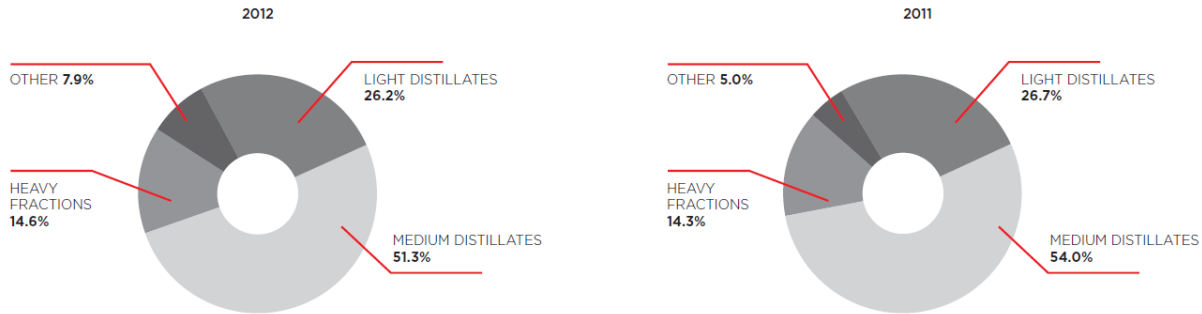 2012
OTHER 7.9%
LIGHT DISTILLATES
26.2%
HEAVY
FRACTIONS
14.6%
MEDIUM DISTILLATES
51.3%
2011
OTHER 5.0%
LIGHT DISTILLATES
26.7%
HEAVY
FRACTIONS
14.3%
MEDIUM DISTILLATES
54.0%